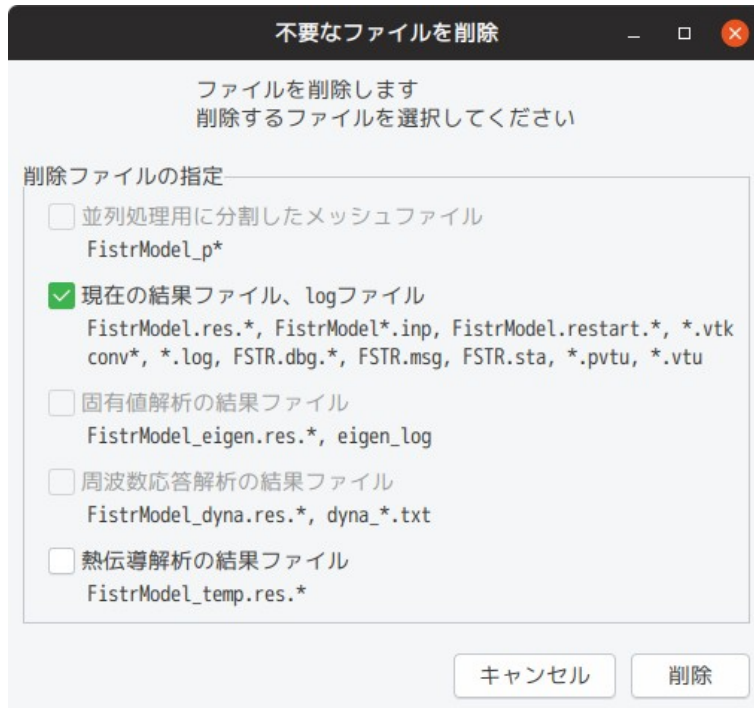 不要なファイルを削除
ファイルを削除します
削除するファイルを選択してください
削除ファイルの指定
並列処理用に分割したメッシュファイル
FistrModel_p*
現在の結果ファイル、logファイル
FistrModel.res.*, FistrModel*.inp, FistrModel.restart.*, *.vtk
conv*, *.log, FSTR.dbg.*, FSTR.msg, FSTR.sta, *.pvtu, *.vtu
固有値解析の結果ファイル
FistrModel_eigen.res.*, eigen_log
周波数応答解析の結果ファイル
FistrModel_dyna.res.*, dyna_*.txt
熱伝導解析の結果ファイル
FistrModel_temp.res.*
キャンセル
削除